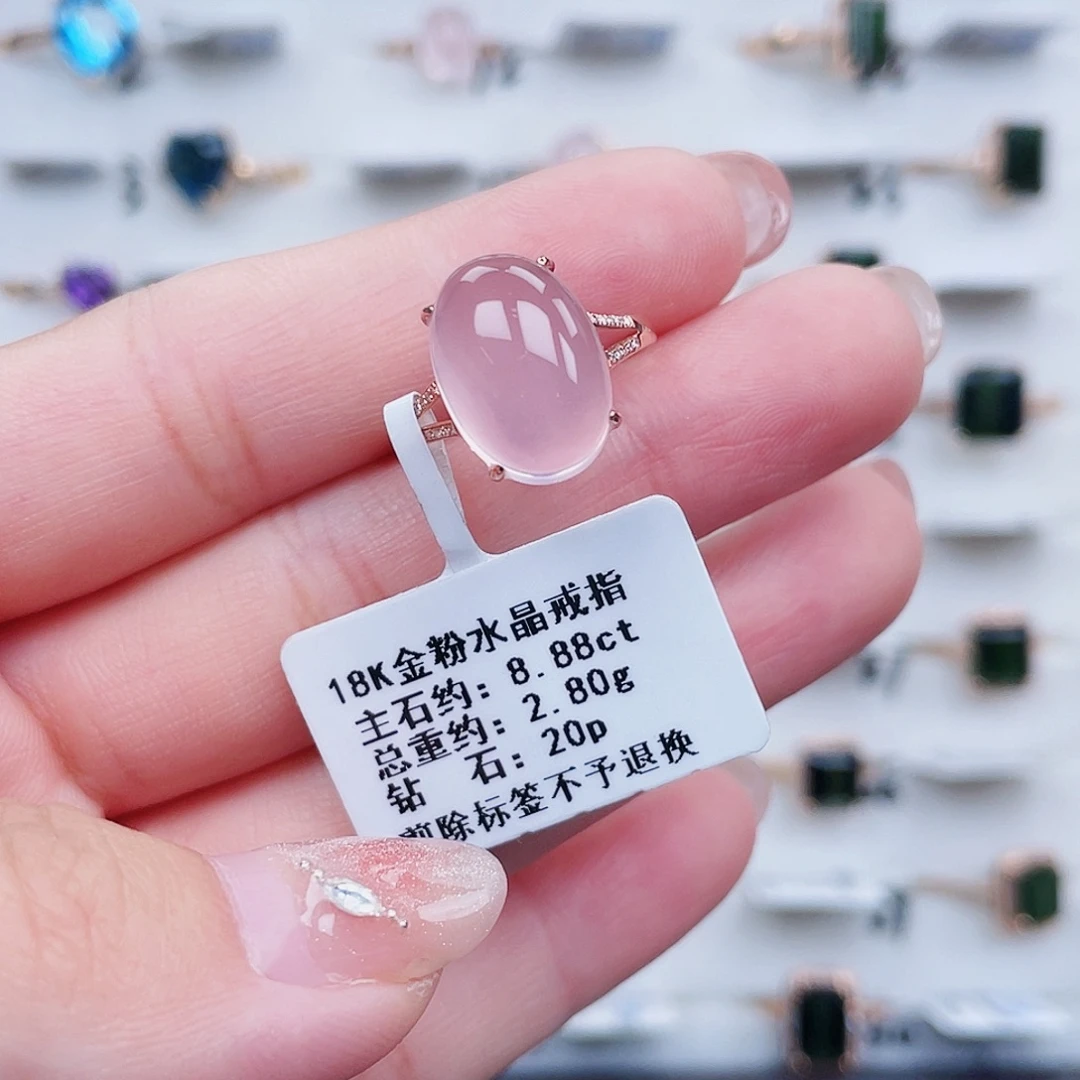 18K金粉水晶戒指
主石约: 8.88ct
总重约: 2.80g
钻 石: 20p
剪除标签不予退换